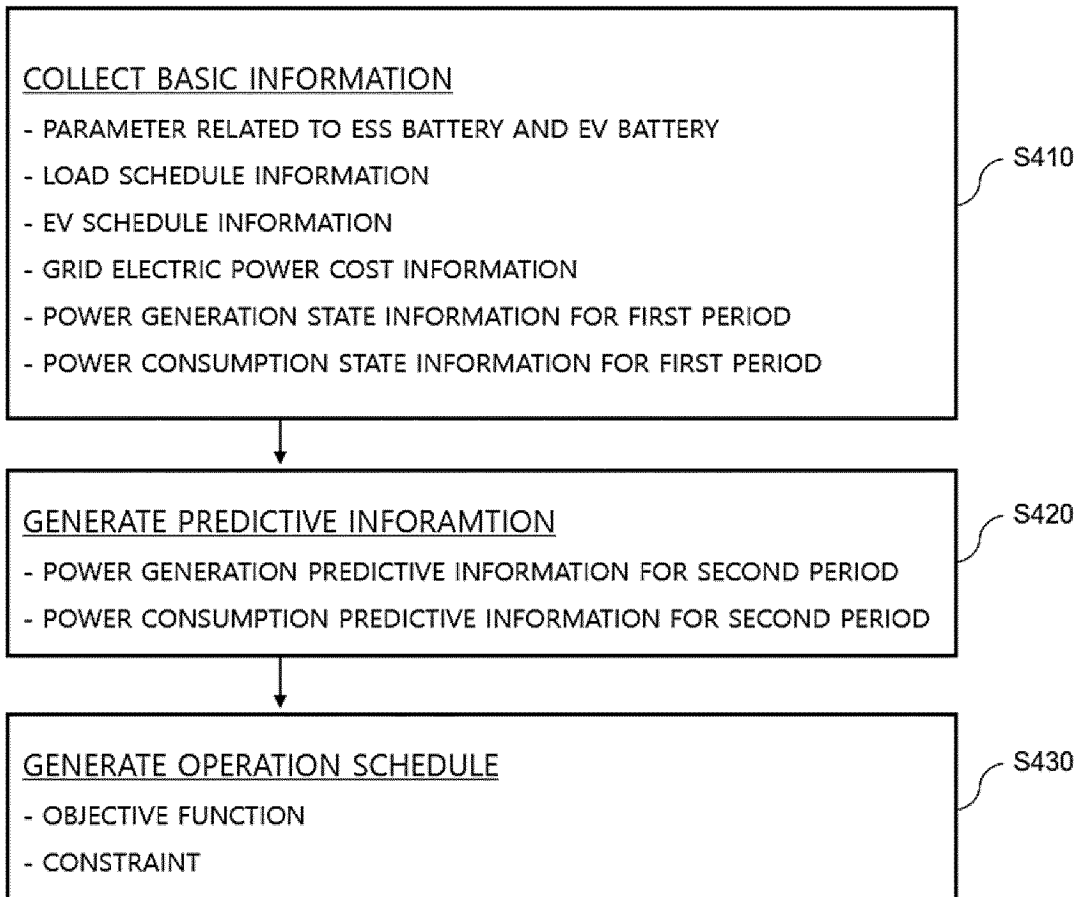 COLLECT BASIC INFORMATION
- PARAMETER RELATED TO ESS BATTERY AND EV BATTERY
- LOAD SCHEDULE INFORMATION
- EV SCHEDULE INFORMATION
- GRID ELECTRIC POWER COST INFORMATION
- POWER GENERATION STATE INFORMATION FOR FIRST PERIOD
- POWER CONSUMPTION STATE INFORMATION FOR FIRST PERIOD
S410
GENERATE PREDICTIVE INFORAMTION
- POWER GENERATION PREDICTIVE INFORMATION FOR SECOND PERIOD
- POWER CONSUMPTION PREDICTIVE INFORMATION FOR SECOND PERIOD
S420
GENERATE OPERATION SCHEDULE
- OBJECTIVE FUNCTION
- CONSTRAINT
S430